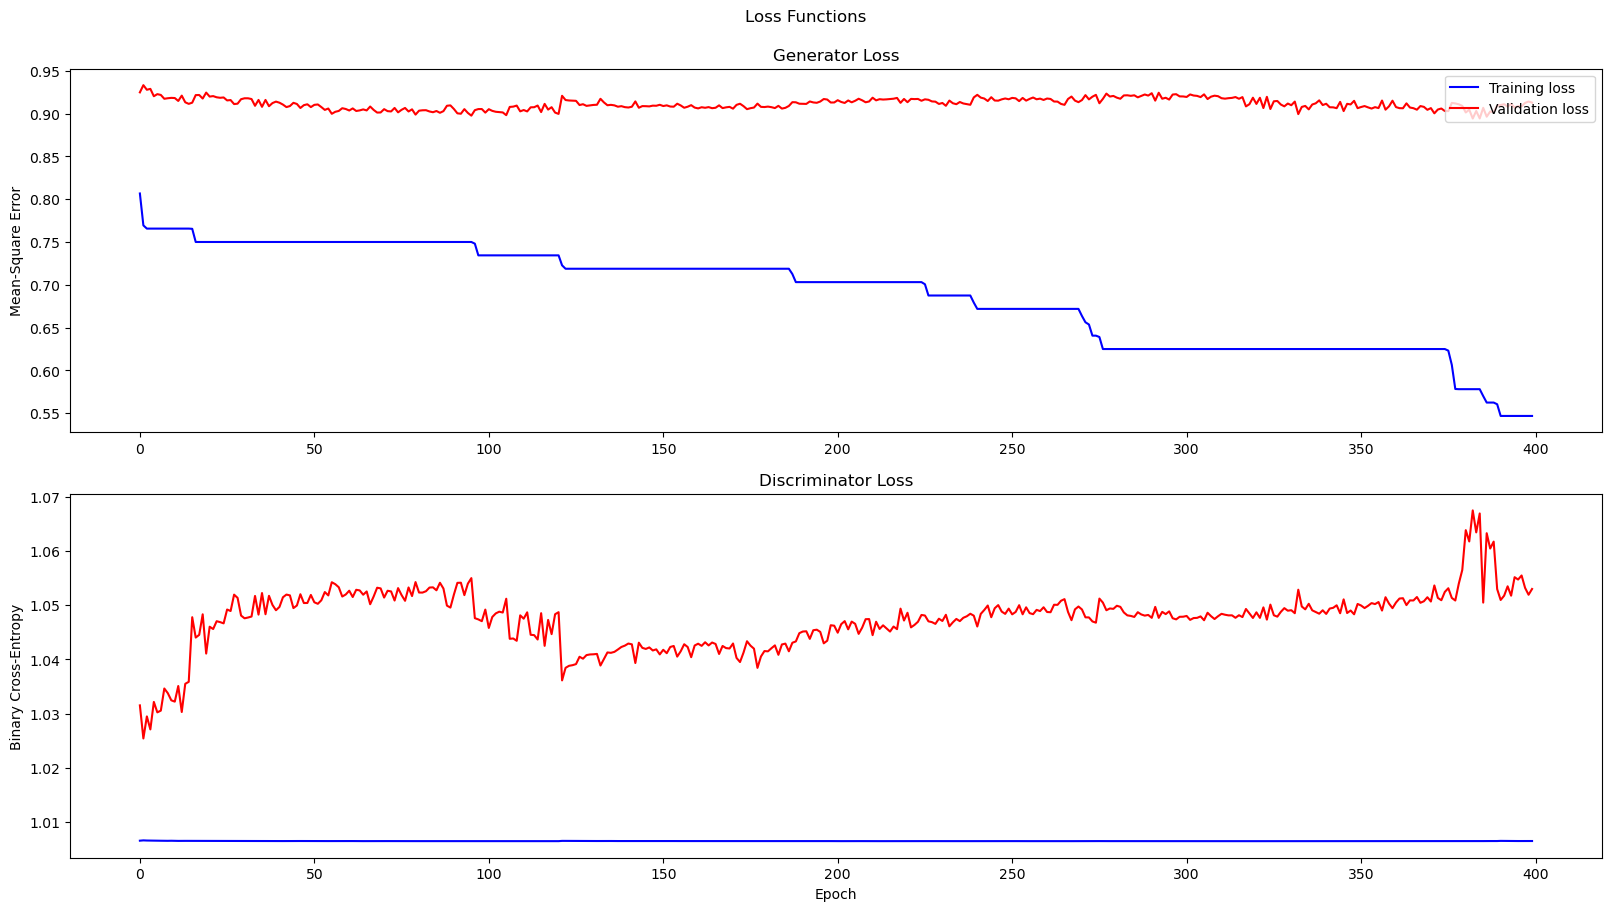 Loss Functions
Generator Loss
Mean-Square Error
0.95
0.90
0.85
0.80
0.75
0.70
0.65
0.60
0.55
Training loss
Validation loss
0 50 100 150 200 250 300 350 400
Discriminator Loss
Binary Cross-Entropy
1.07
1.06
1.05
1.04
1.03
1.02
1.01
0 50 100 150 200 250 300 350 400
Epoch